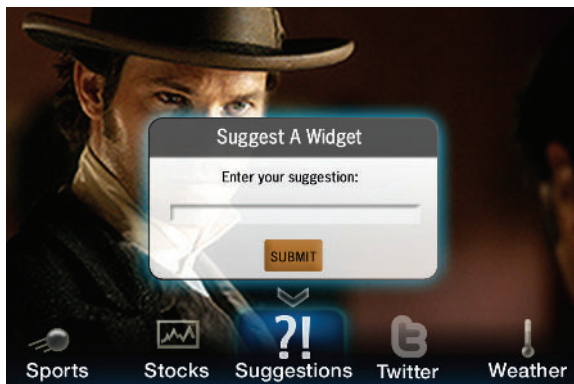 Suggest A Widget
Enter your suggestion:
SUBMIT
?!
Sports Stocks Suggestions Twitter Weather